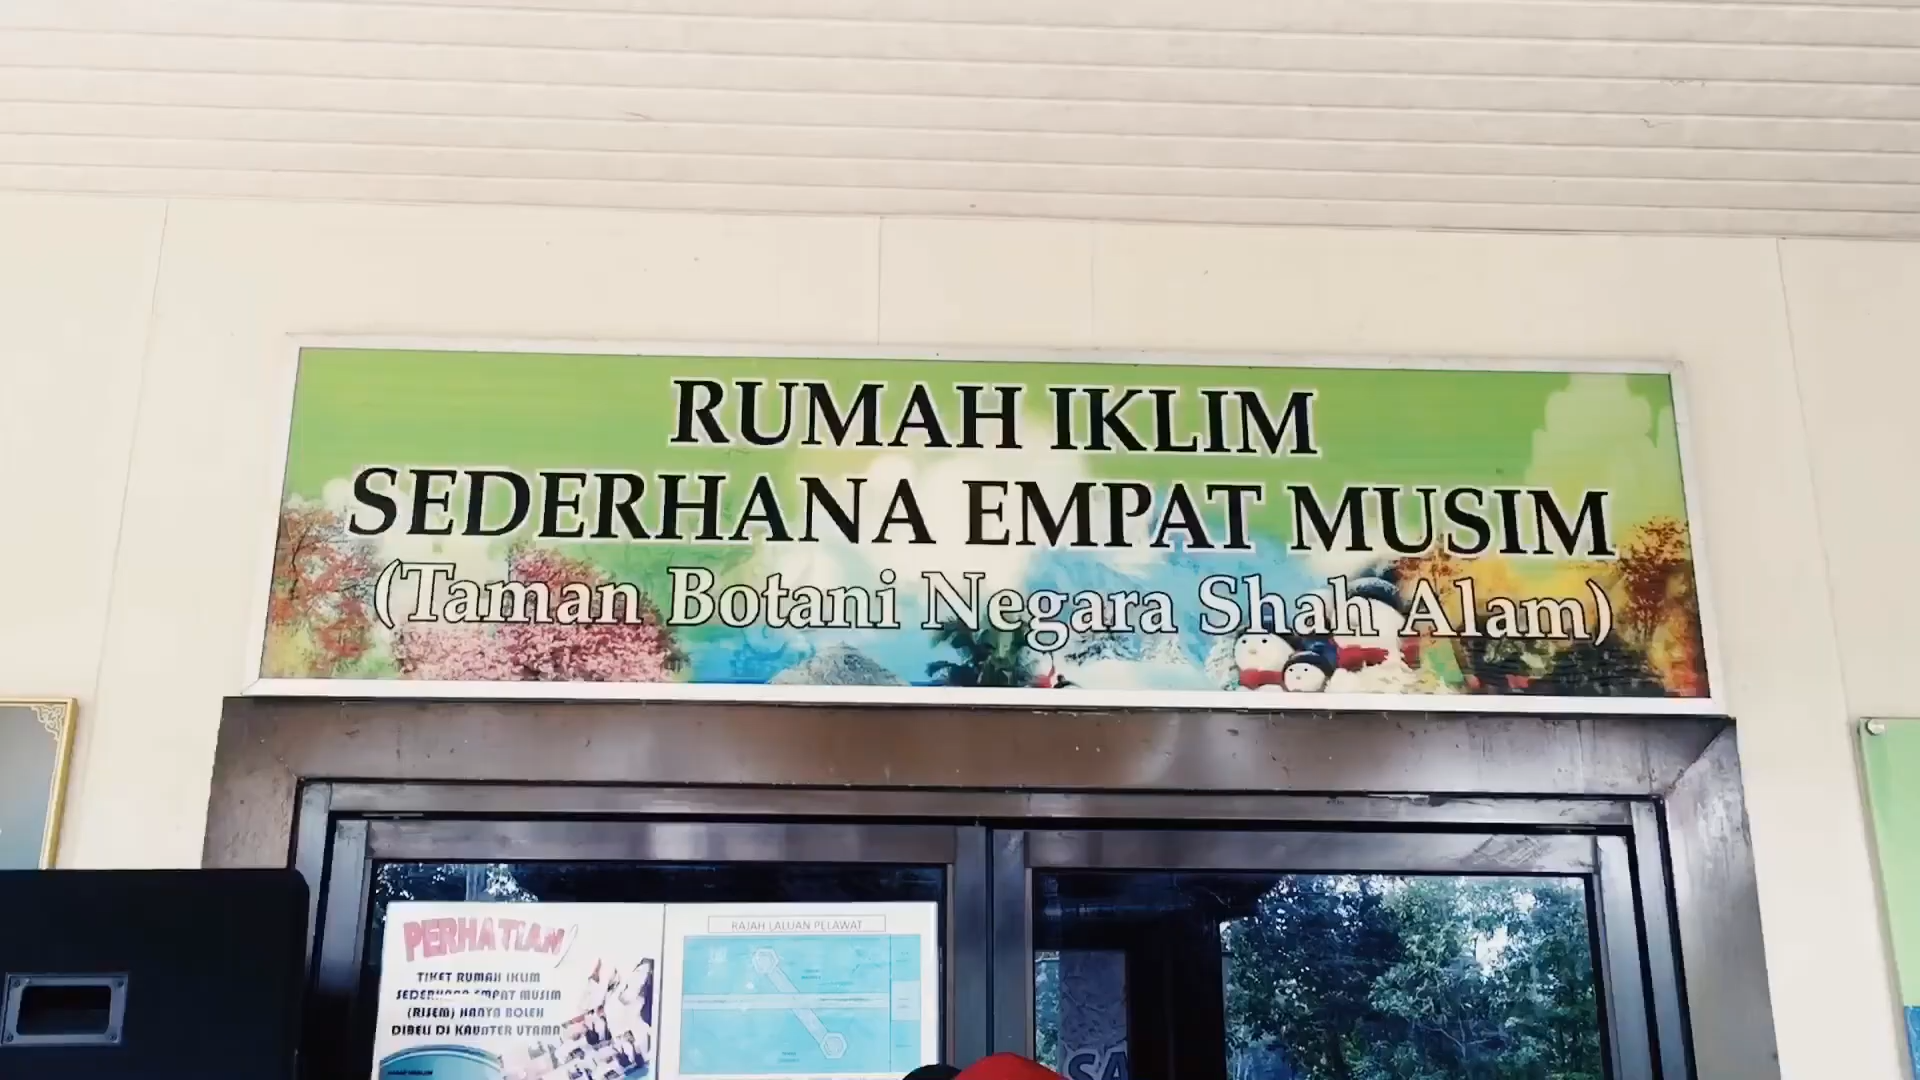 RUMAH IKLIM
SEDERHANA EMPAT MUSIM
(Taman Botani Negara Shah Alam)
PERHATIAN
TIKET RUMAH IKLIM
SEDERHANA EMPAT MUSIM
(RISEM) HANYA BOLEH
DIBELI DI KAUNTER UTAMA
RAJAH LALUAN PELAWAT
SA